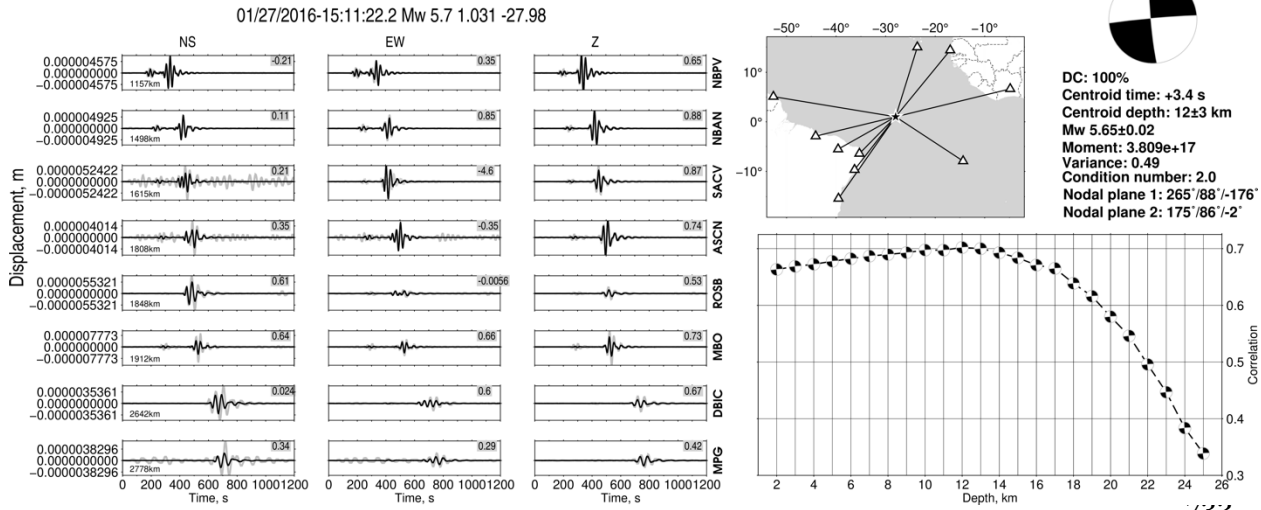 01/27/2016-15:11:22.2 Mw 5.7 1.031 -27.98
NS EW Z
Displacement, m
0.000004575
0.000000000
−0.000004575
1157km
-0.21
0.35
0.65
NBPV
0.000004925
0.000000000
−0.000004925
1498km
0.11
0.85
0.88
NBAN
0.0000052422
0.0000000000
−0.0000052422
1615km
0.21
-4.6
0.87
SACV
0.000004014
0.000000000
−0.000004014
1808km
0.35
-0.35
0.74
ASCN
0.0000055321
0.0000000000
−0.0000055321
1848km
0.61
-0.0056
0.53
ROSB
0.000007773
0.000000000
−0.000007773
1912km
0.64
0.66
0.73
MBO
0.0000035361
0.0000000000
−0.0000035361
2642km
0.024
0.6
0.67
DBIC
0.0000038296
0.0000000000
−0.0000038296
2778km
0.34
0.29
0.42
MPG
0 200 400 600 800 10001200
0 200 400 600 800 10001200
0 200 400 600 800 10001200
Time, s
Time, s
Time, s
−50° −40° −30° −20° −10°
10°
0°
−10°
DC: 100%
Centroid time: +3.4 s
Centroid depth: 12±3 km
Mw 5.65±0.02
Moment: 3.809e+17
Variance: 0.49
Condition number: 2.0
Nodal plane 1: 265°/88°/-176°
Nodal plane 2: 175°/86°/-2°
0.7
0.6
0.5
0.4
0.3
Correlation
2 4 6 8 10 12 14 16 18 20 22 24 26
Depth, km